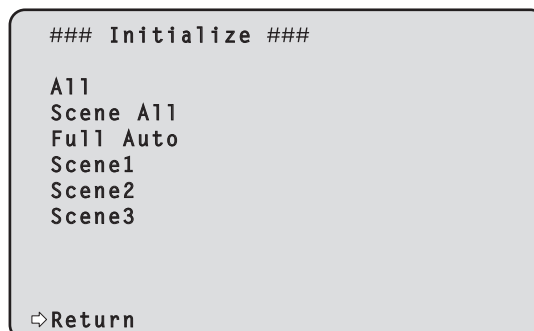 ### Initialize ###
All
Scene All
Full Auto
Scene1
Scene2
Scene3
⇨Return